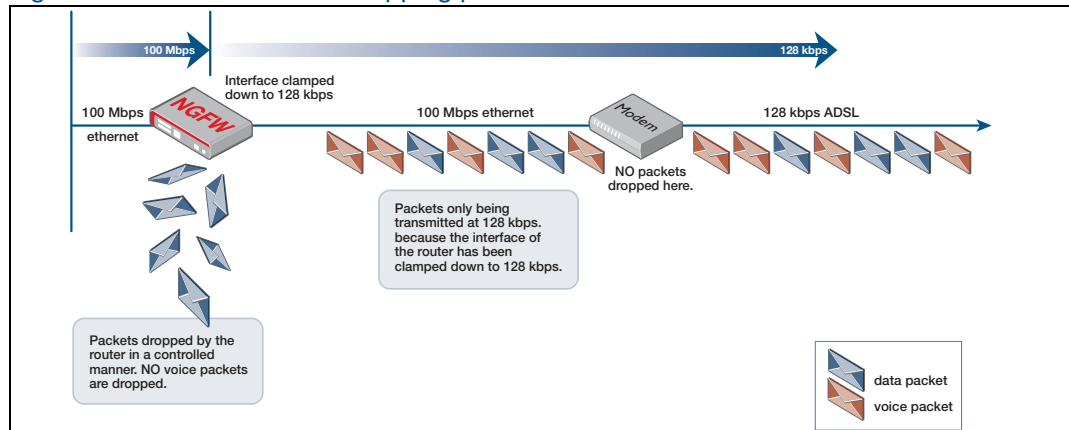 100 Mbps
128 kbps
Interface clamped
down to 128 kbps
100 Mbps
ethernet
NGFW
100 Mbps ethernet
Modem
128 kbps ADSL
NO packets
dropped here.
Packets only being
transmitted at 128 kbps.
because the interface of
the router has been
clamped down to 128 kbps.
Packets dropped by the
router in a controlled
manner. NO voice packets
are dropped.
data packet
voice packet